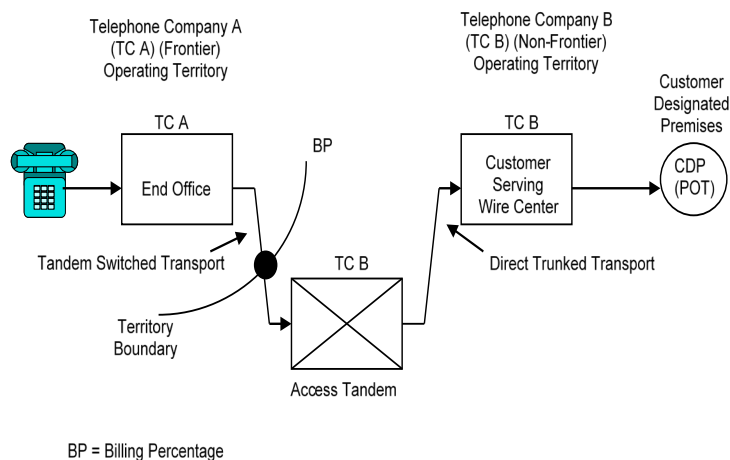 Telephone Company A
(TC A) (Frontier)
Operating Territory
Telephone Company B
(TC B) (Non-Frontier)
Operating Territory
Customer
Designated
Premises
TC A
End Office
BP
TC B
Customer
Serving
Wire Center
CDP
(POT)
Tandem Switched Transport
TC B
Direct Trunked Transport
Territory
Boundary
Access Tandem
BP = Billing Percentage